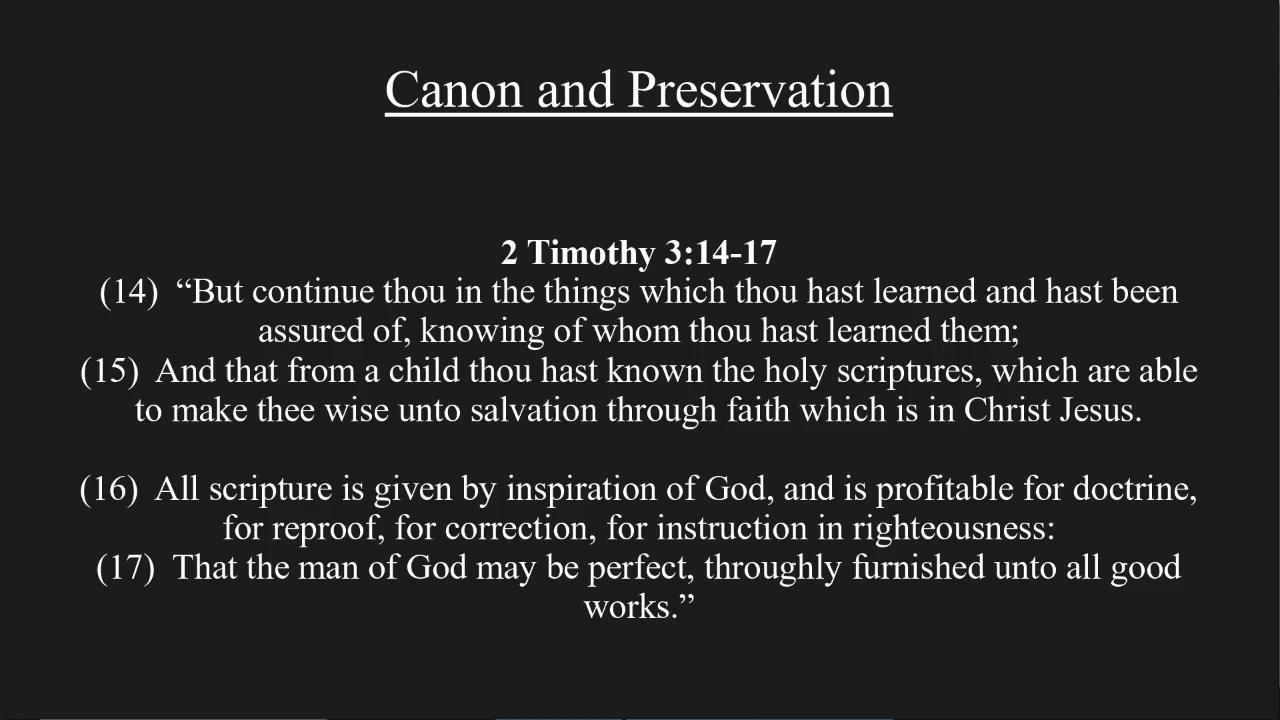 Canon and Preservation
2 Timothy 3:14-17
(14) “But continue thou in the things which thou hast learned and hast been
assured of, knowing of whom thou hast learned them;
(15) And that from a child thou hast known the holy scriptures, which are able
to make thee wise unto salvation through faith which is in Christ Jesus.
(16) All scripture is given by inspiration of God, and is profitable for doctrine,
for reproof, for correction, for instruction in righteousness:
(17) That the man of God may be perfect, throughly furnished unto all good
works.”